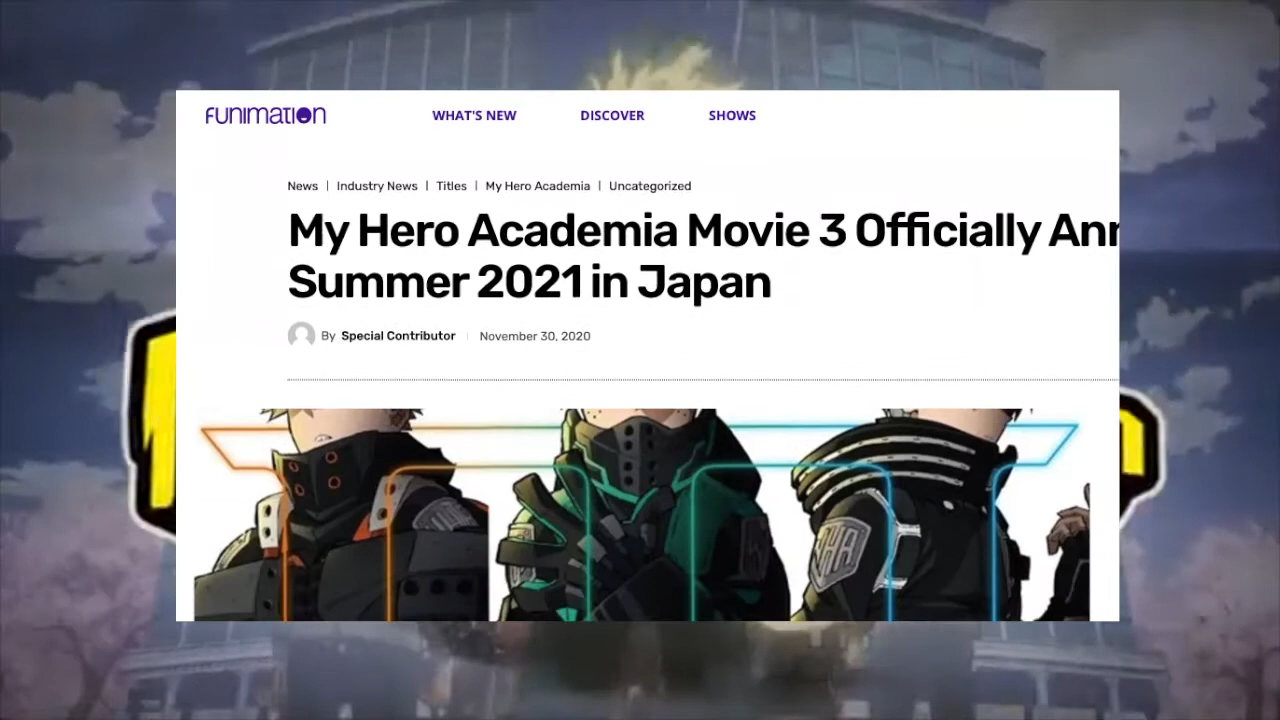 FUNIMATION
WHAT'S NEW
DISCOVER
SHOWS
News | Industry News | Titles | My Hero Academia | Uncategorized
My Hero Academia Movie 3 Officially Ann
Summer 2021 in Japan
By Special Contributor | November 30, 2020